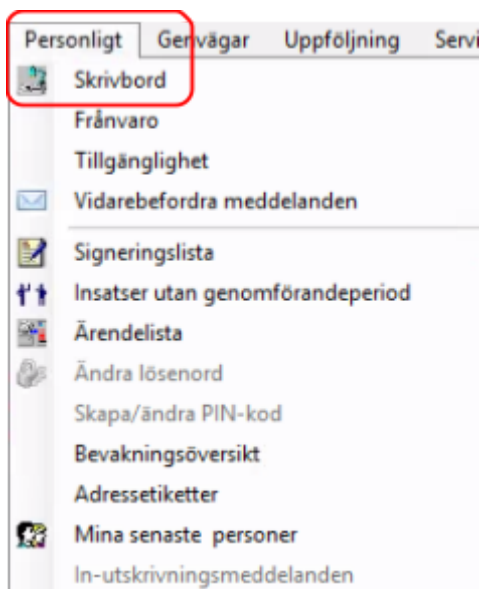 Personligt Genvägar Uppföljning Servi
Skrivbord
Frånvaro
Tillgänglighet
Vidarebefordra meddelanden
Signeringslista
Insatser utan genomförandeperiod
Ärendelista
Ändra lösenord
Skapa/ändra PIN-kod
Bevakningsöversikt
Adressetiketter
Mina senaste personer
In-utskrivningsmeddelanden